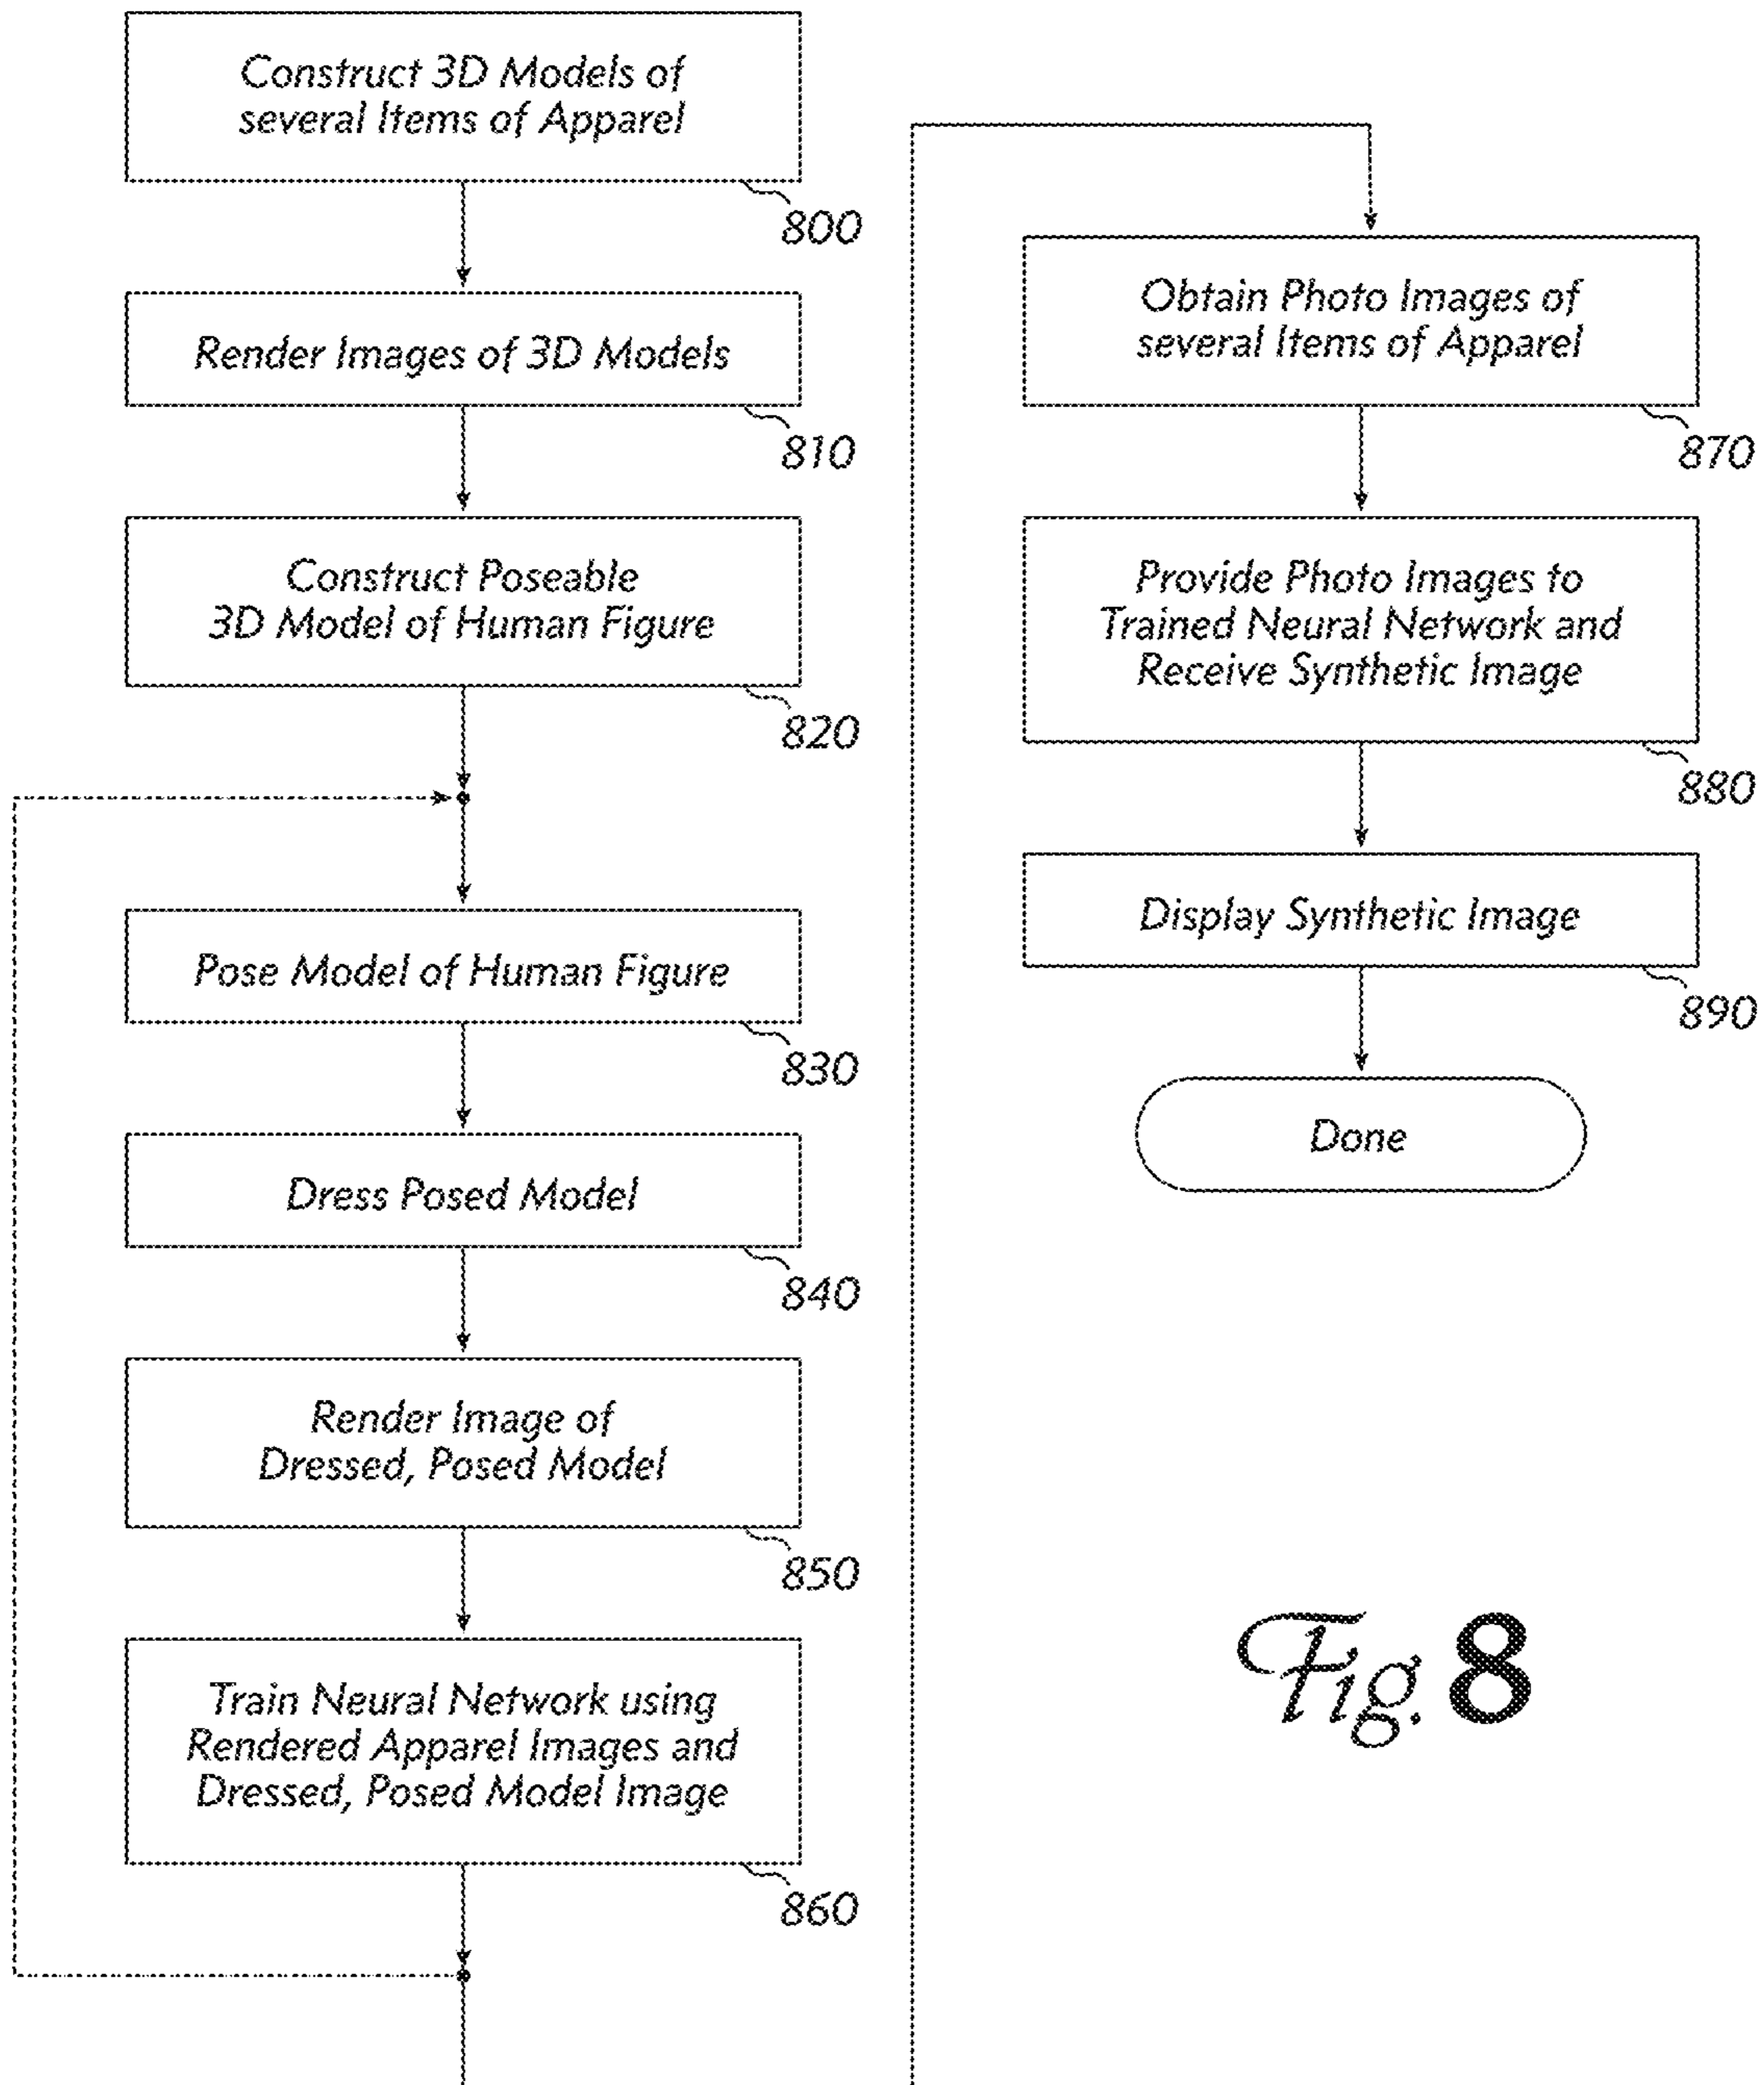 Construct 3D Models of
several Items of Apparel
800
Render Images of 3D Models
810
Construct Poseable
3D Model of Human Figure
820
Pose Model of Human Figure
830
Dress Posed Model
840
Render Image of
Dressed, Posed Model
850
Train Neural Network using
Rendered Apparel Images and
Dressed, Posed Model Image
860
Obtain Photo Images of
several Items of Apparel
870
Provide Photo Images to
Trained Neural Network and
Receive Synthetic Image
880
Display Synthetic Image
890
Done
Fig. 8